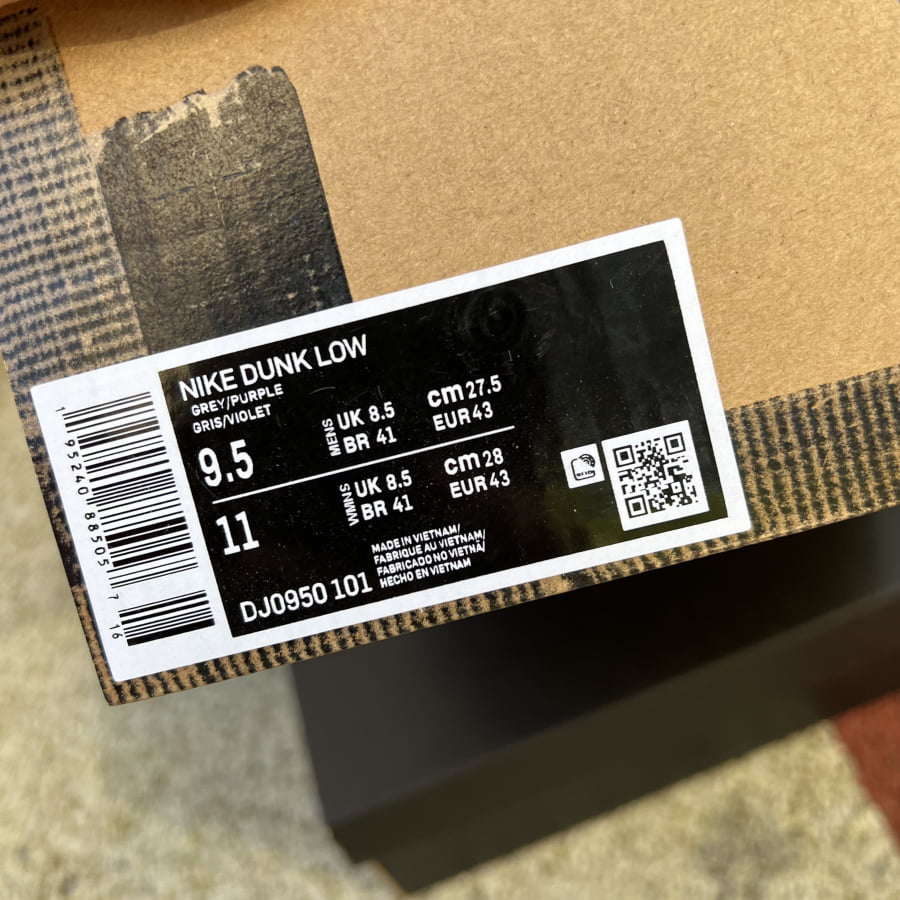 NIKE DUNK LOW
GREY/PURPLE
GRIS/VIOLET
9.5
MENS
UK 8.5
BR 41
cm 27.5
EUR 43
11
WMNS
UK 8.5
BR 41
cm 28
EUR 43
DJ0950 101
MADE IN VIETNAM/
FABRIQUE AU VIETNAM/
FABRICADO NO VIETNÃ/
HECHO EN VIETNAM
1 95240 88505 7 16